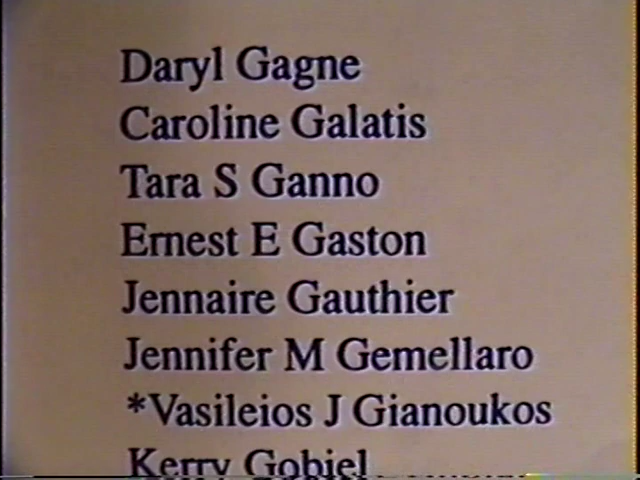 Daryl Gagne
Caroline Galatis
Tara S Ganno
Ernest E Gaston
Jennaire Gauthier
Jennifer M Gemellaro
*Vasileios J Gianoukos
Kerry Gobiel